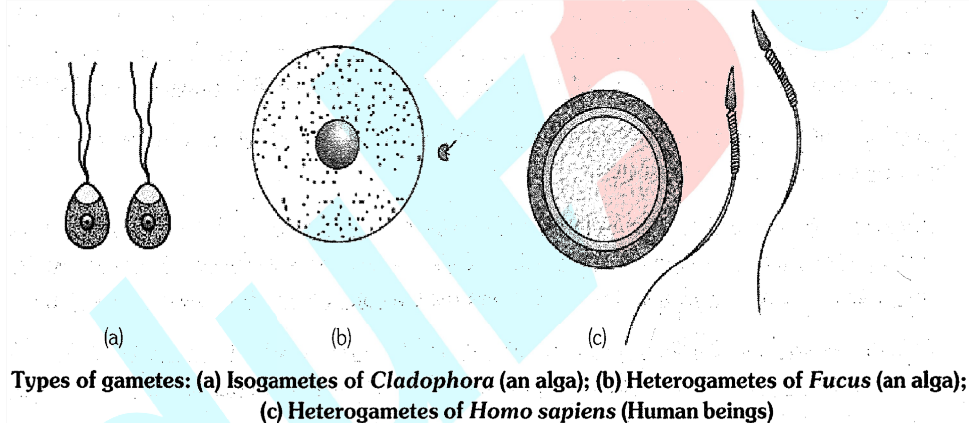 (a) (b) (c)
Types of gametes: (a) Isogametes of Cladophora (an alga); (b) Heterogametes of Fucus (an alga);
(c) Heterogametes of Homo sapiens (Human beings)